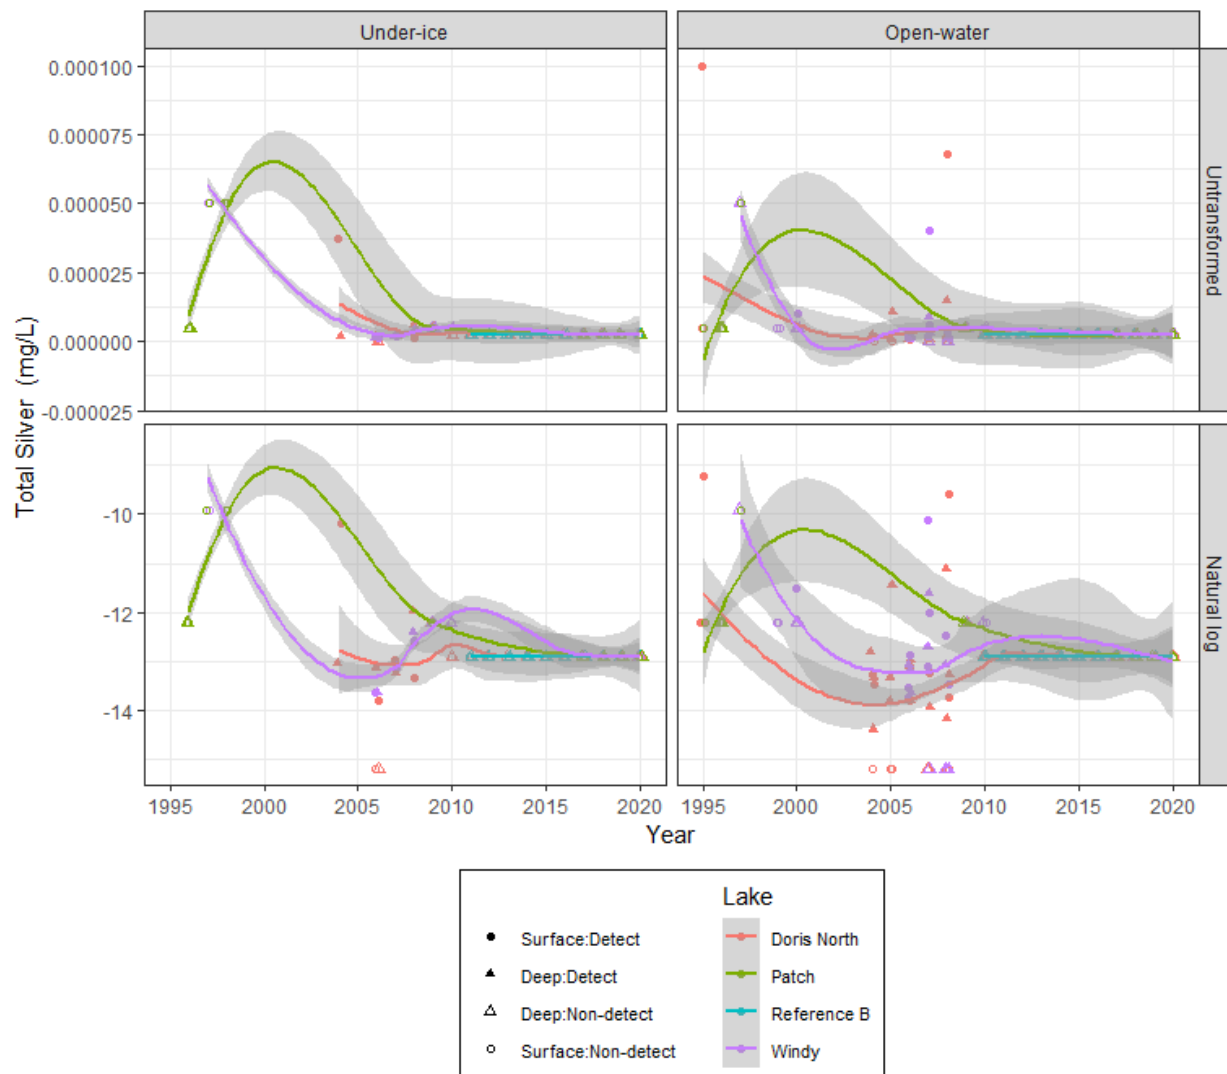 Under-ice Open-water
0.000100
0.000075
0.000050
0.000025
0.000000
-0.000025
Untransformed
Total Silver (mg/L)
-10
-12
-14
Natural log
1995 2000 2005 2010 2015 2020 1995 2000 2005 2010 2015 2020
Year
Lake
Surface:Detect Doris North
Deep:Detect Patch
Deep:Non-detect Reference B
Surface:Non-detect Windy